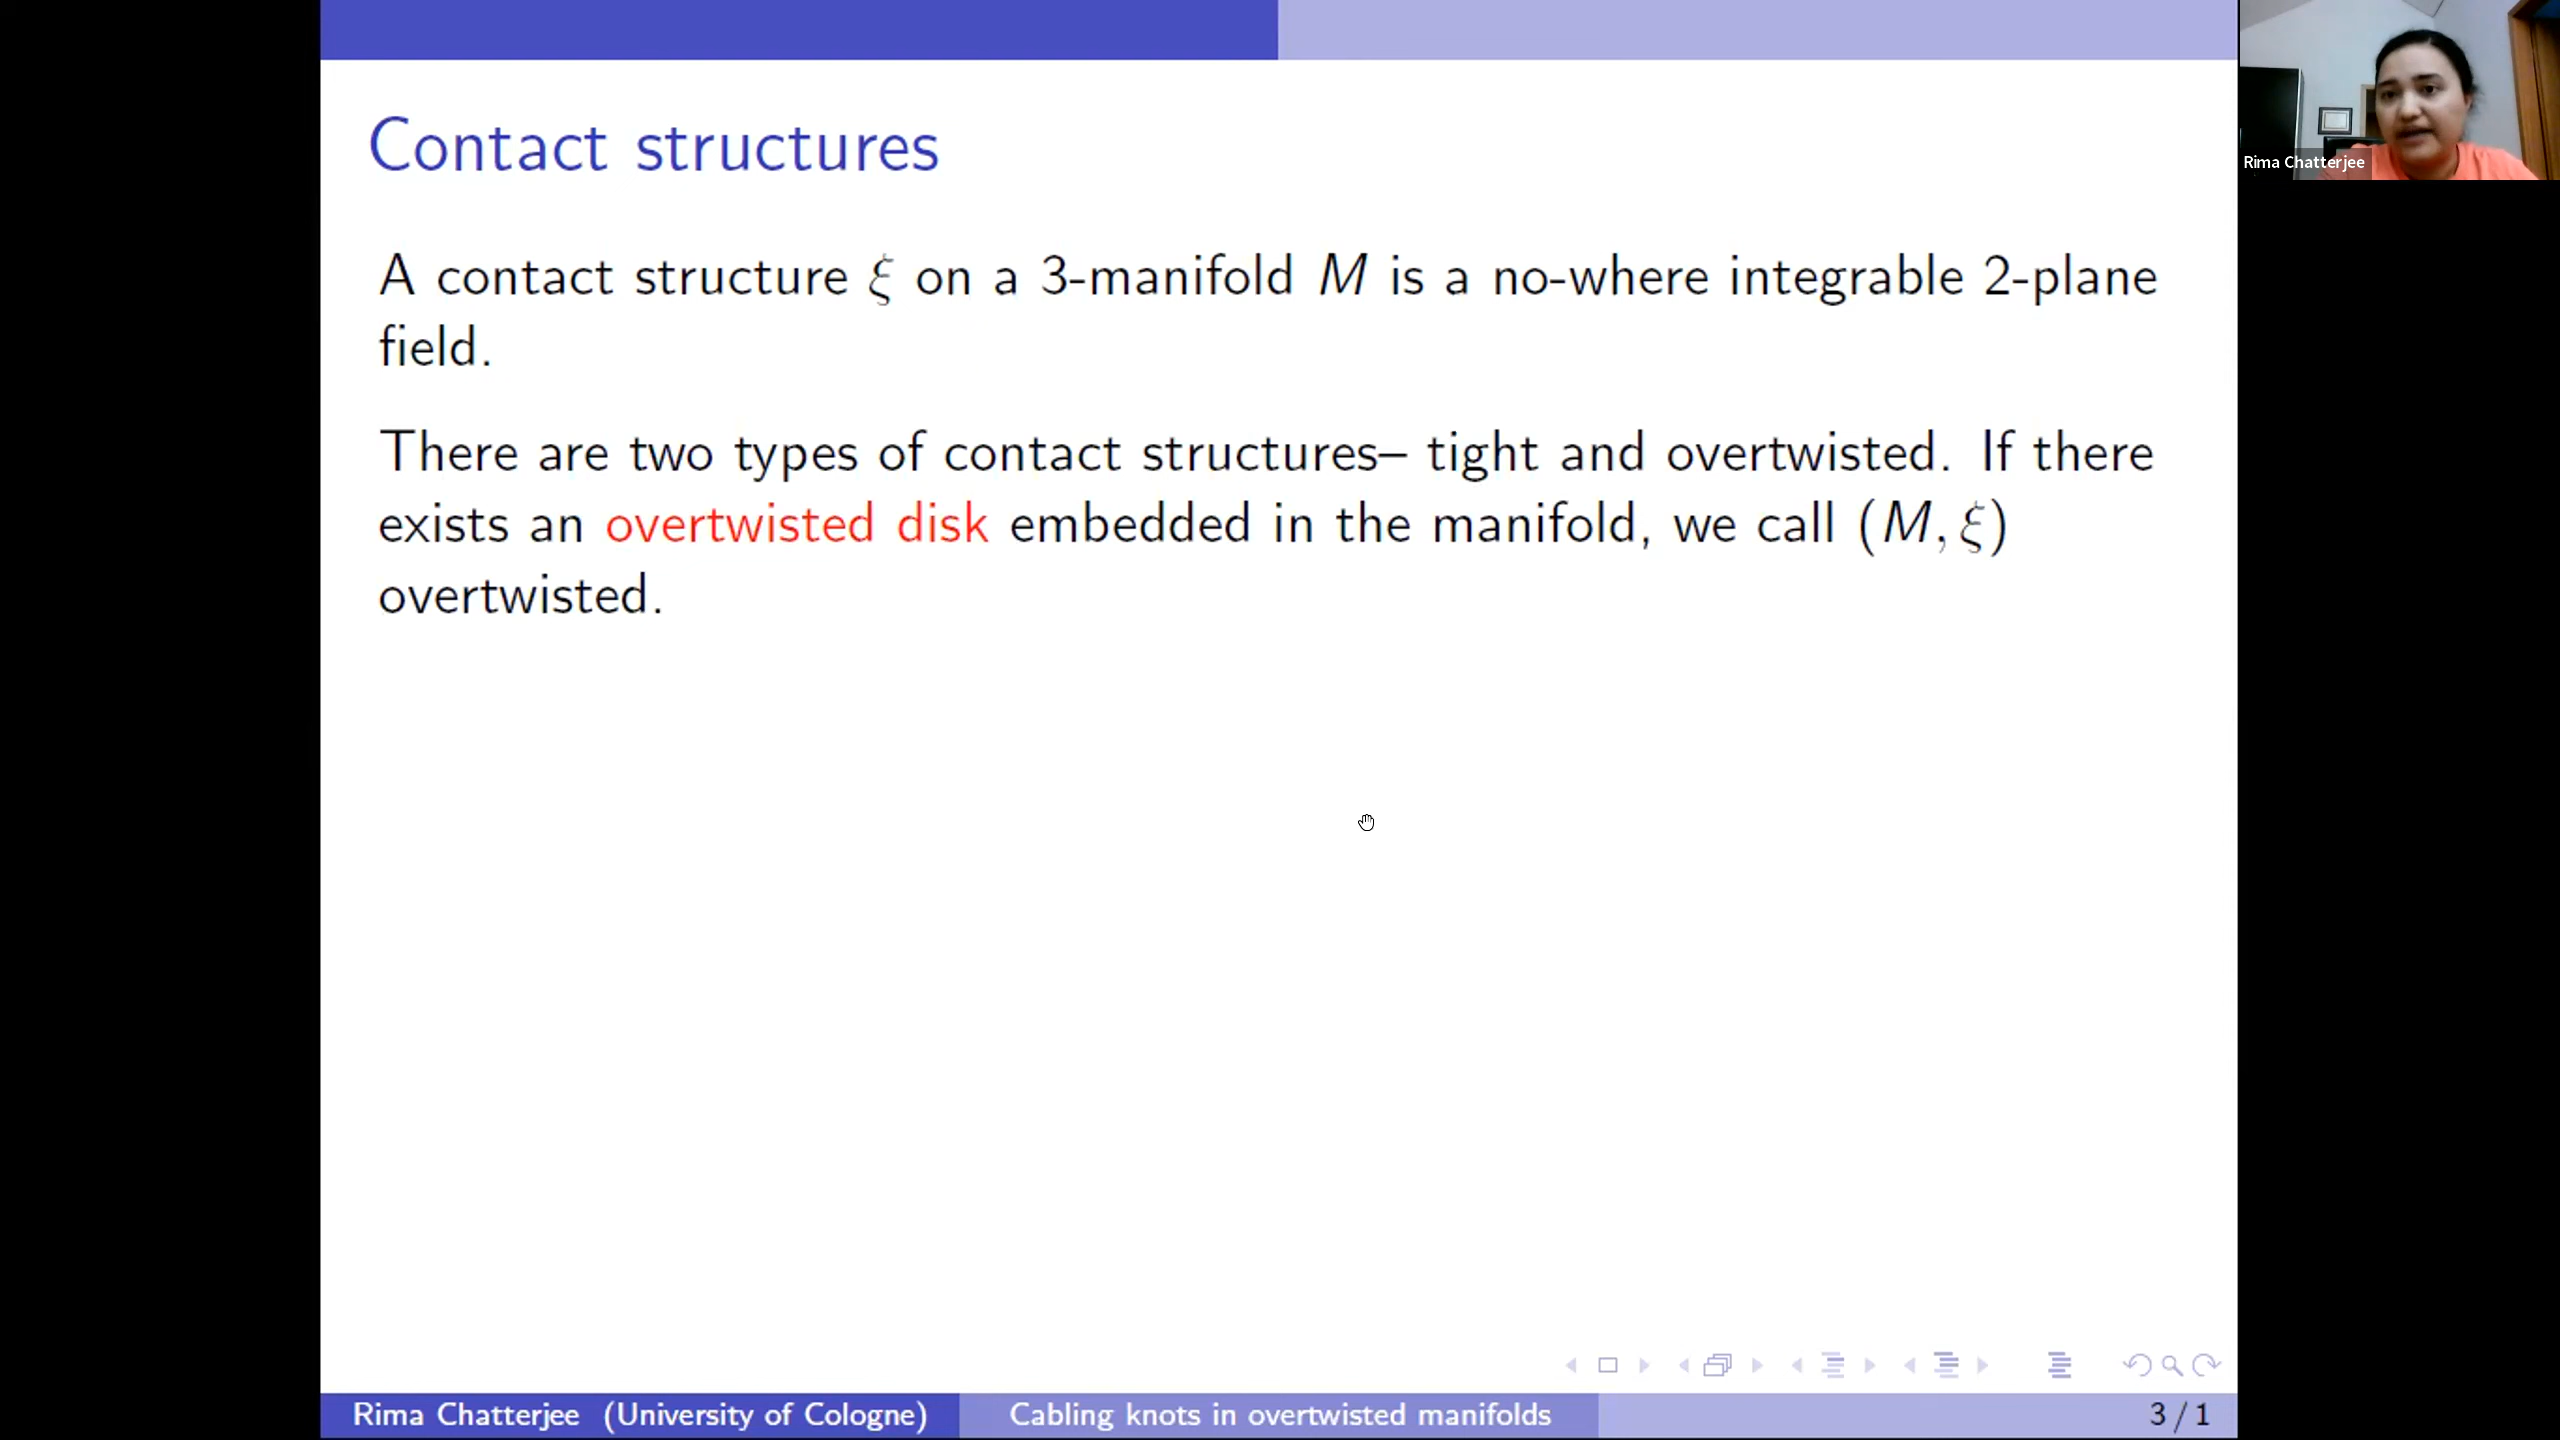 Contact structures
Rima Chatterjee
A contact structure ξ on a 3-manifold M is a no-where integrable 2-plane
field.
There are two types of contact structures– tight and overtwisted. If there
exists an overtwisted disk embedded in the manifold, we call (M, ξ)
overtwisted.
Rima Chatterjee (University of Cologne)
Cabling knots in overtwisted manifolds
3 / 1